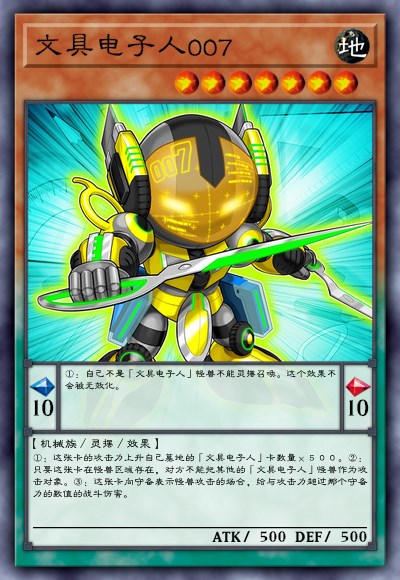 文具电子人007
地
007
①：自己不是「文具电子人」怪兽不能灵摆召唤。这个效果不
会被无效化。
10
10
【机械族／灵摆／效果】
①：这张卡的攻击力上升自己墓地的「文具电子人」卡数量×５００。②：
只要这张卡在怪兽区域存在，对方不能把其他的「文具电子人」怪兽作为攻
击对象。③：这张卡向守备表示怪兽攻击的场合，给与攻击力超过那个守备
力的数值的战斗伤害。
ATK/ 500 DEF/ 500